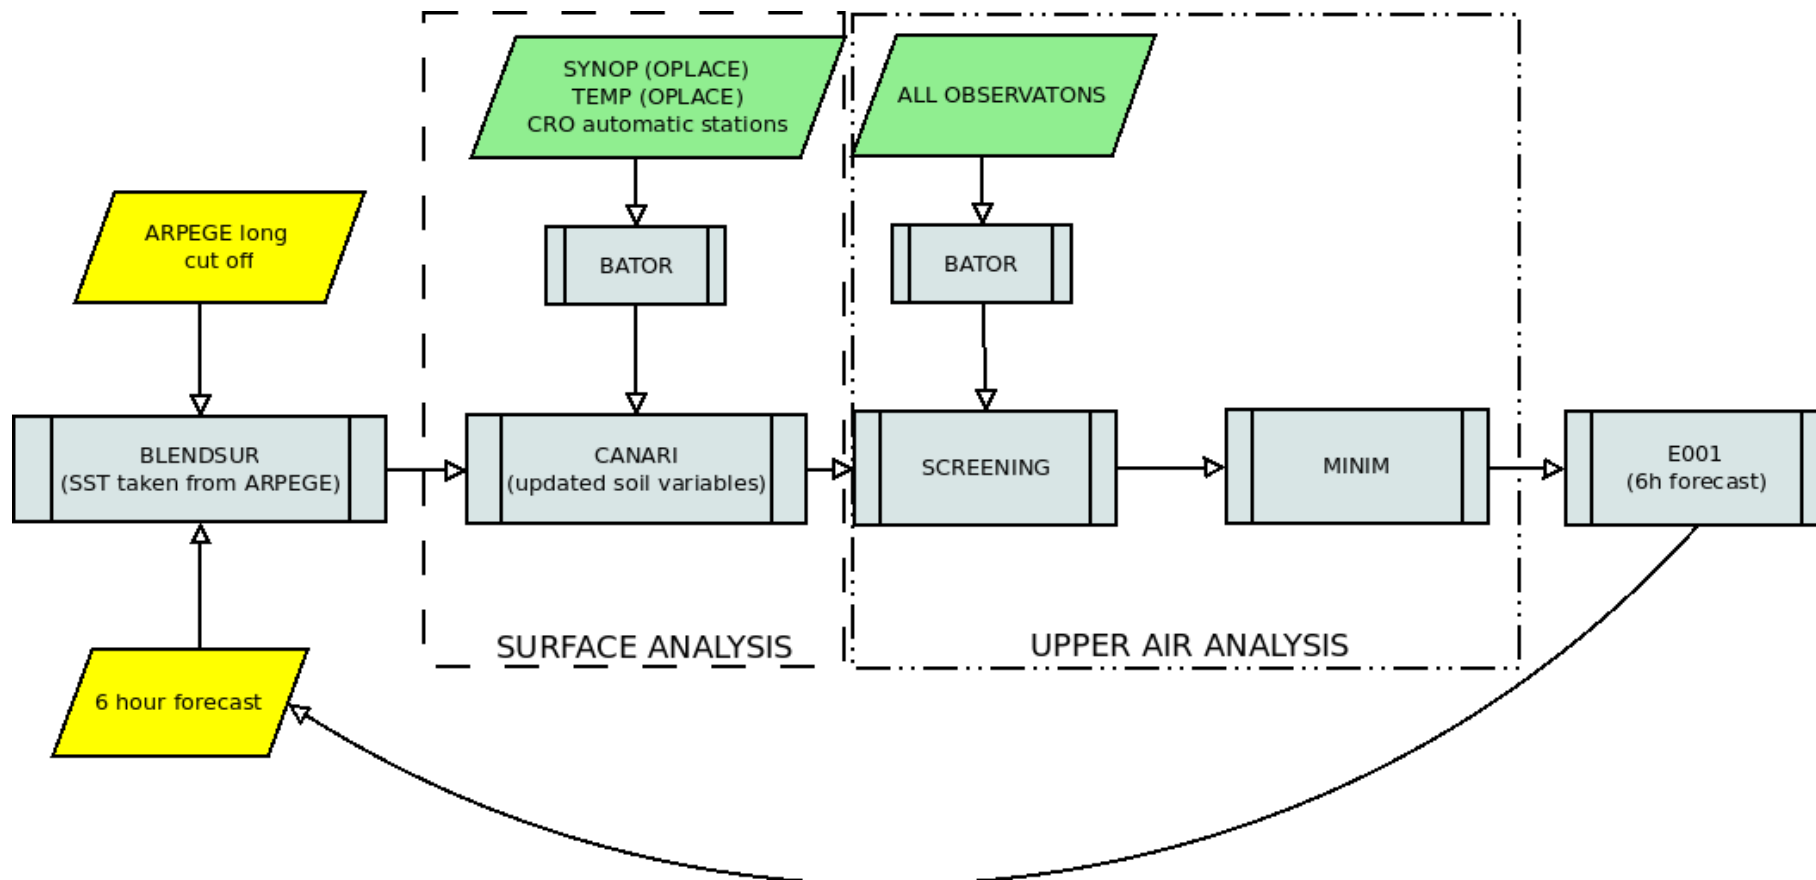 SYNOP (OPLACE)
TEMP (OPLACE)
CRO automatic stations
ALL OBSERVATONS
ARPEGE long
cut off
BATOR
BATOR
BLENDSUR
(SST taken from ARPEGE)
CANARI
(updated soil variables)
SCREENING
MINIM
E001
(6h forecast)
SURFACE ANALYSIS
UPPER AIR ANALYSIS
6 hour forecast